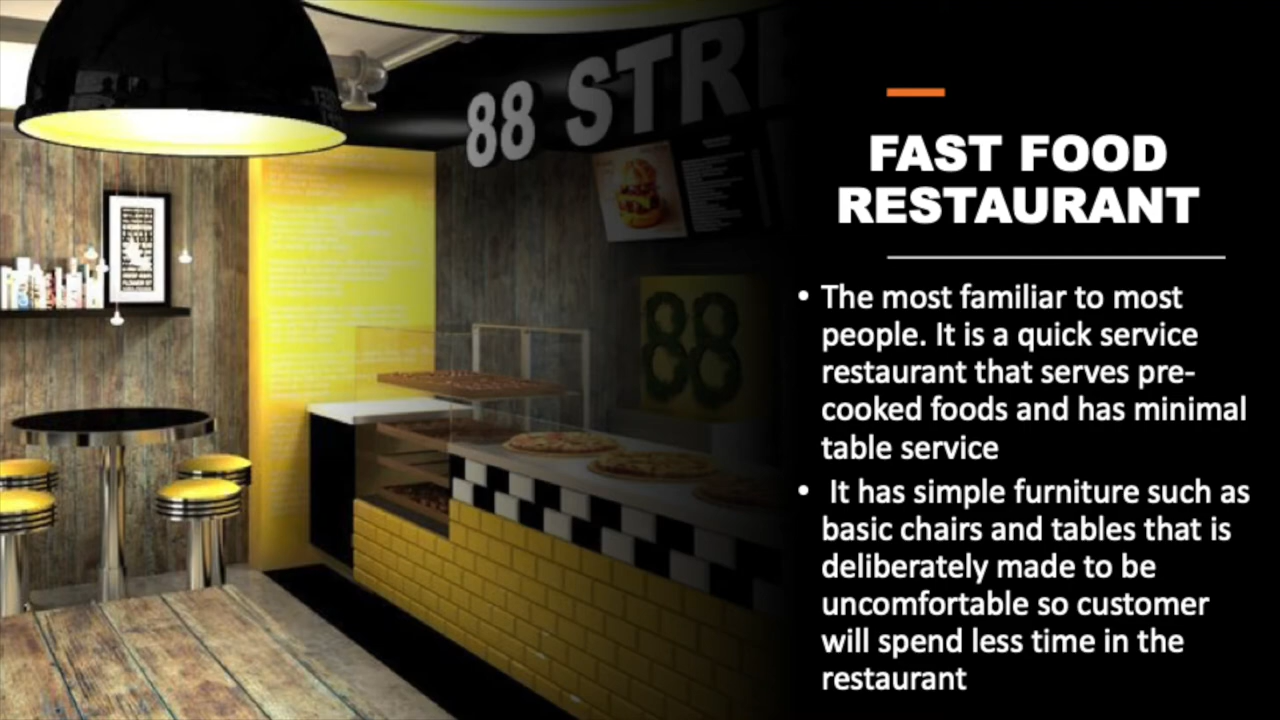 88 STRE
88
FAST FOOD
RESTAURANT
• The most familiar to most
people. It is a quick service
restaurant that serves pre-
cooked foods and has minimal
table service
• It has simple furniture such as
basic chairs and tables that is
deliberately made to be
uncomfortable so customer
will spend less time in the
restaurant